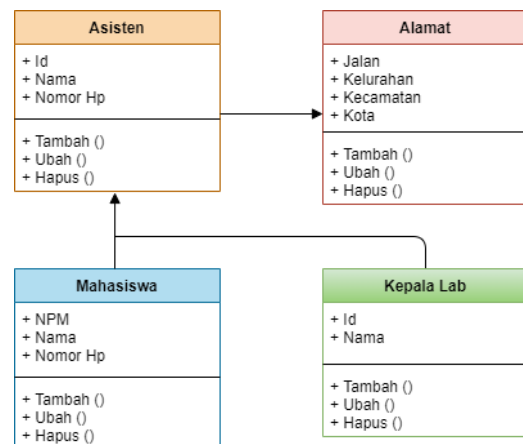 Asisten
+ Id
+ Nama
+ Nomor Hp
+ Tambah ()
+ Ubah ()
+ Hapus ()
Alamat
+ Jalan
+ Kelurahan
+ Kecamatan
+ Kota
+ Tambah ()
+ Ubah ()
+ Hapus ()
Mahasiswa
+ NPM
+ Nama
+ Nomor Hp
+ Tambah ()
+ Ubah ()
+ Hapus ()
Kepala Lab
+ Id
+ Nama
+ Tambah ()
+ Ubah ()
+ Hapus ()